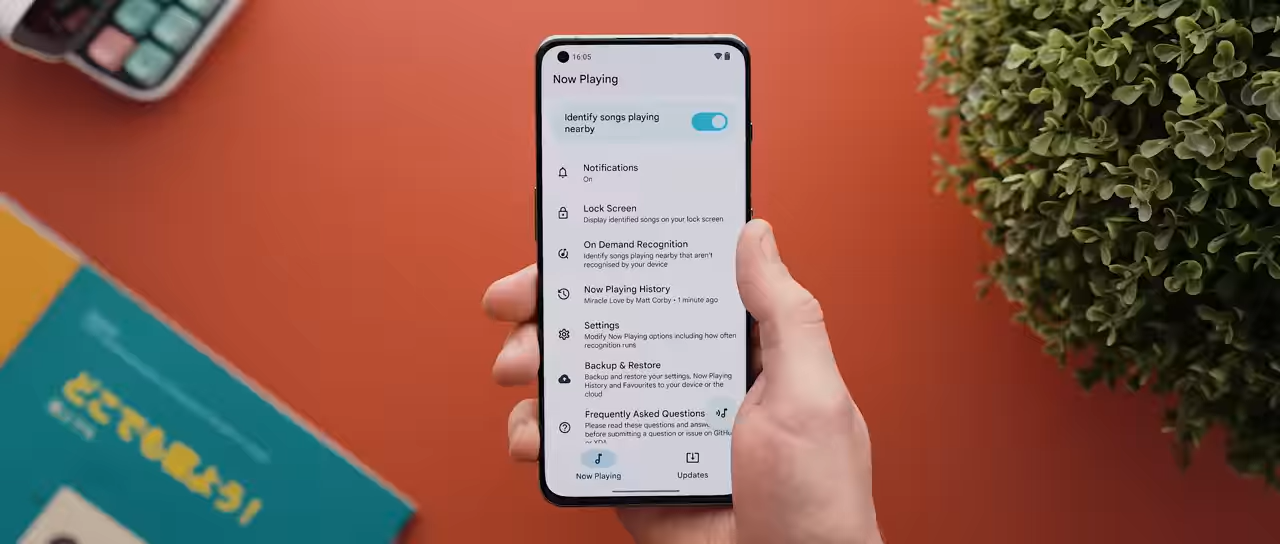 16:05
Now Playing
Identify songs playing
nearby
Notifications
On
Lock Screen
Display identified songs on your lock screen
On Demand Recognition
Identify songs playing nearby that aren't
recognised by your device
Now Playing History
Miracle Love by Matt Corby • 1 minute ago
Settings
Modify Now Playing options including how often
recognition runs
Backup & Restore
Backup and restore your settings, Now Playing
History and Favourites to your device or the
cloud
Frequently Asked Questions
Please read these questions and answ
before submitting a question or issue on GitHu
or XDA
Now Playing
Updates